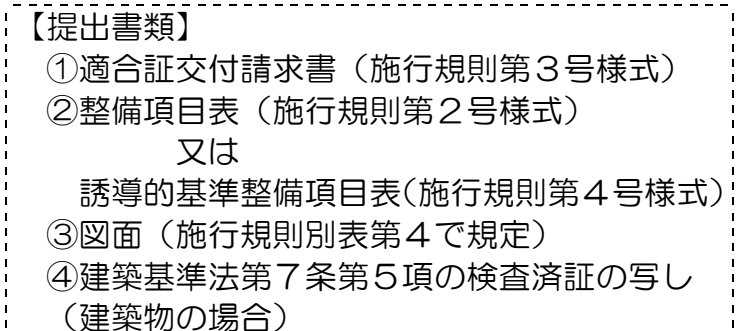 【提出書類】
①適合証交付請求書（施行規則第３号様式）
②整備項目表（施行規則第２号様式）
又は
誘導的基準整備項目表(施行規則第４号様式)
③図面（施行規則別表第４で規定）
④建築基準法第７条第５項の検査済証の写し
（建築物の場合）